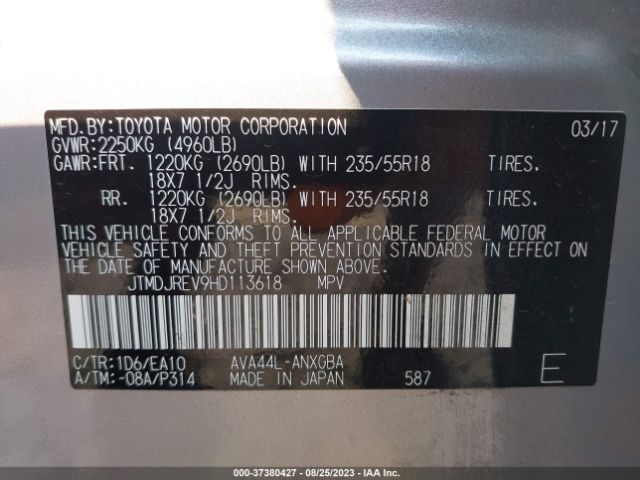 MFD.BY:TOYOTA MOTOR CORPORATION 03/17
GVWR:2250KG (4960LB)
GAWR:FRT. 1220KG (2690LB) WITH 235/55R18 TIRES.
18X7 1/2J RIMS.
RR. 1220KG (2690LB) WITH 235/55R18 TIRES.
18X7 1/2J RIMS.
THIS VEHICLE CONFORMS TO ALL APPLICABLE FEDERAL MOTOR
VEHICLE SAFETY AND THEFT PREVENTION STANDARDS IN EFFECT ON
THE DATE OF MANUFACTURE SHOWN ABOVE.
JTMDJREV9HD113618 MPV
C/TR:1D6/EA10 AVA44L-ANXGBA
A/TM:-08A/P314 MADE IN JAPAN 587 E
000-37380427 - 08/25/2023 - IAA Inc.